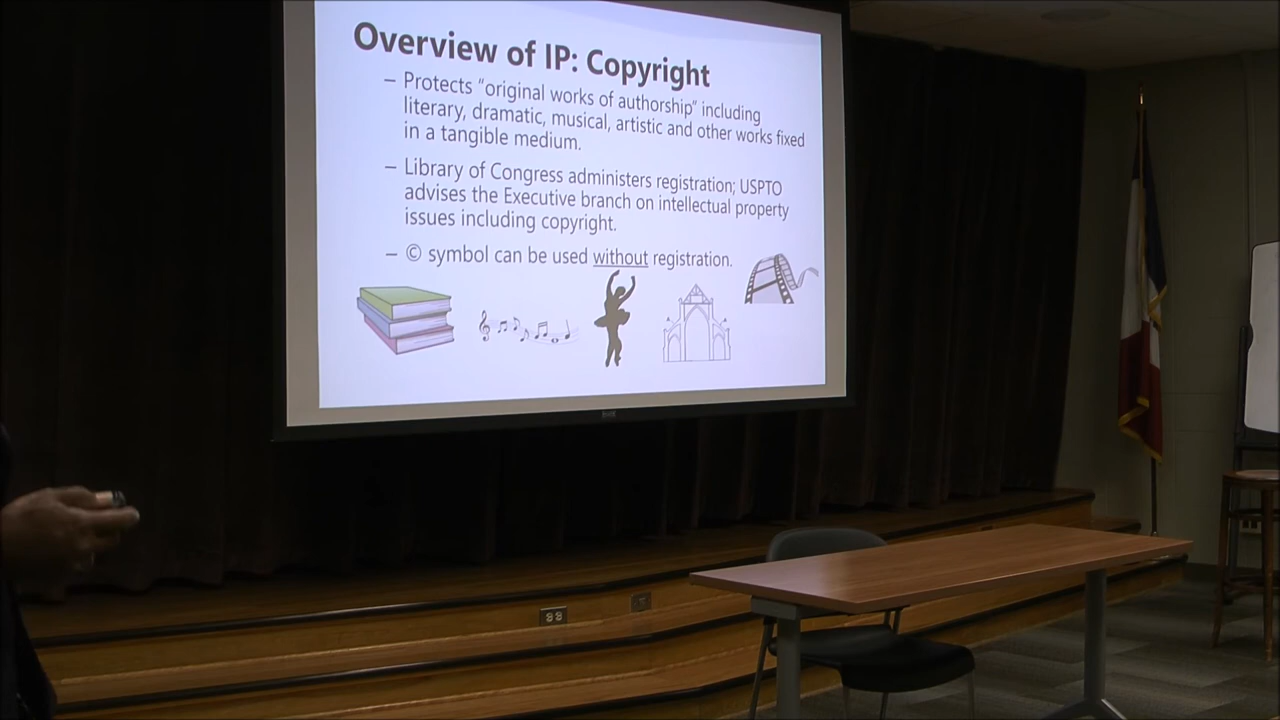 Overview of IP: Copyright
– Protects "original works of authorship" including
literary, dramatic, musical, artistic and other works fixed
in a tangible medium.
– Library of Congress administers registration; USPTO
advises the Executive branch on intellectual property
issues including copyright.
– © symbol can be used without registration.